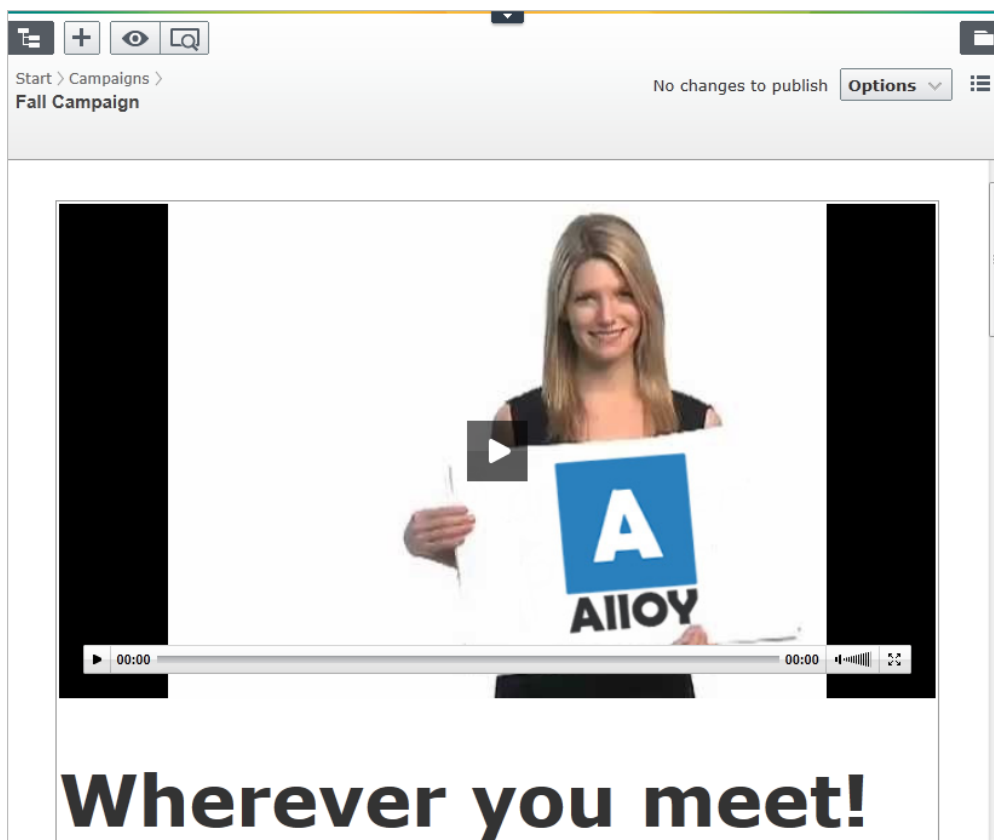 Start > Campaigns >
Fall Campaign
No changes to publish
Options
A
Alloy
00:00
00:00
Wherever you meet!